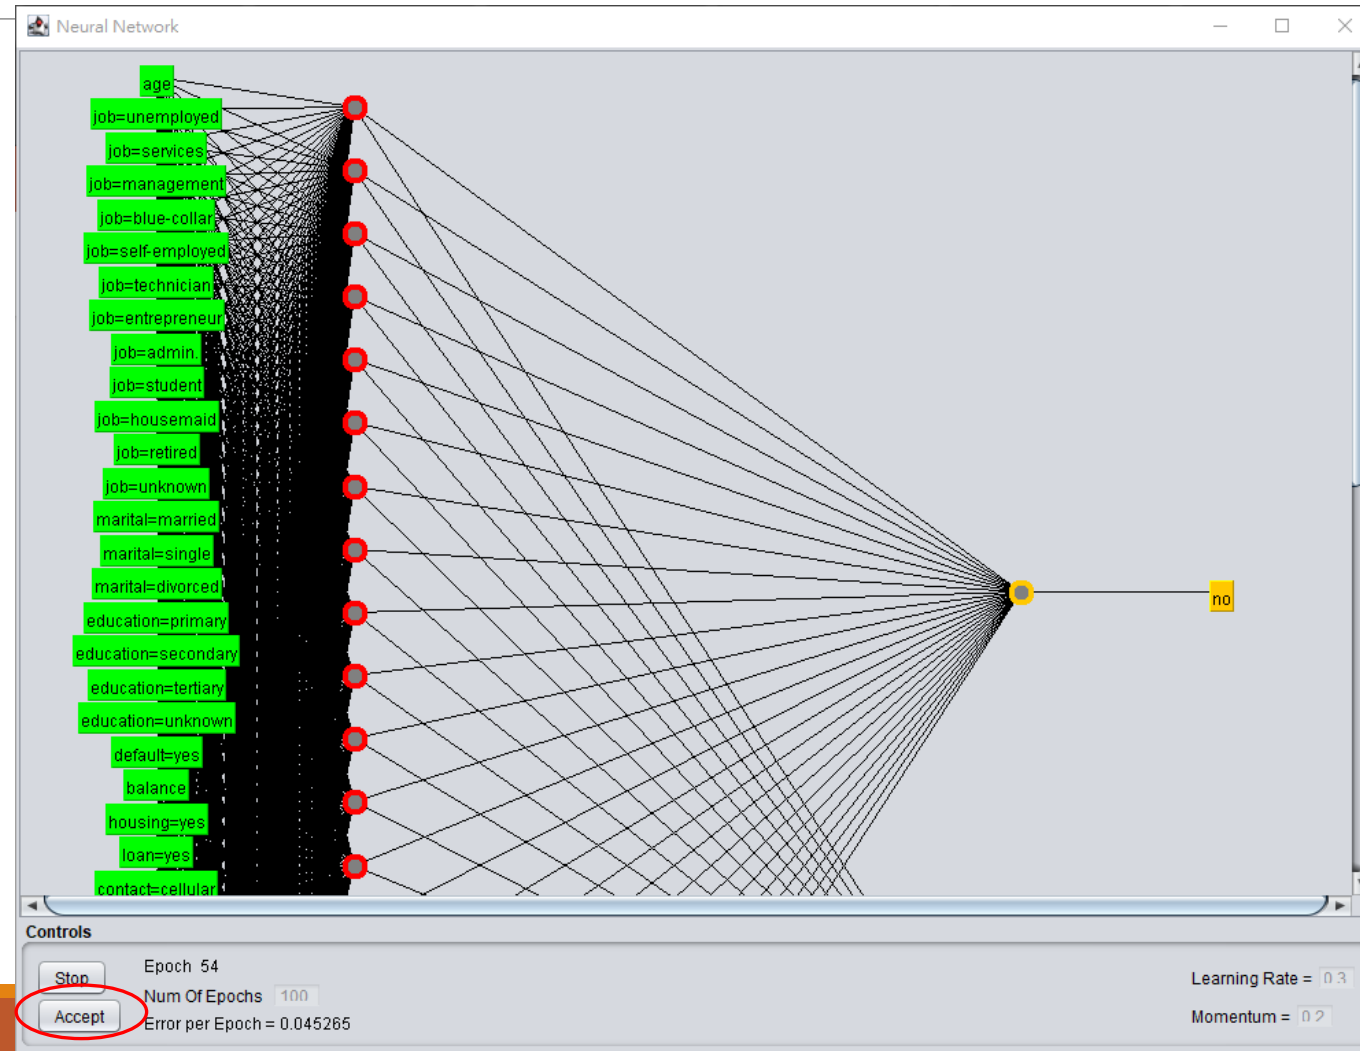 Neural Network
age
job=unemployed
job=services
job=management
job=blue-collar
job=self-employed
job=technician
job=entrepreneur
job=admin.
job=student
job=housemaid
job=retired
job=unknown
marital=married
marital=single
marital=divorced
education=primary
education=secondary
education=tertiary
education=unknown
default=yes
balance
housing=yes
loan=yes
contact=cellular
no
Controls
Stop
Accept
Epoch 54
Num Of Epochs 100
Error per Epoch = 0.045265
Learning Rate = 0.3
Momentum = 0.2